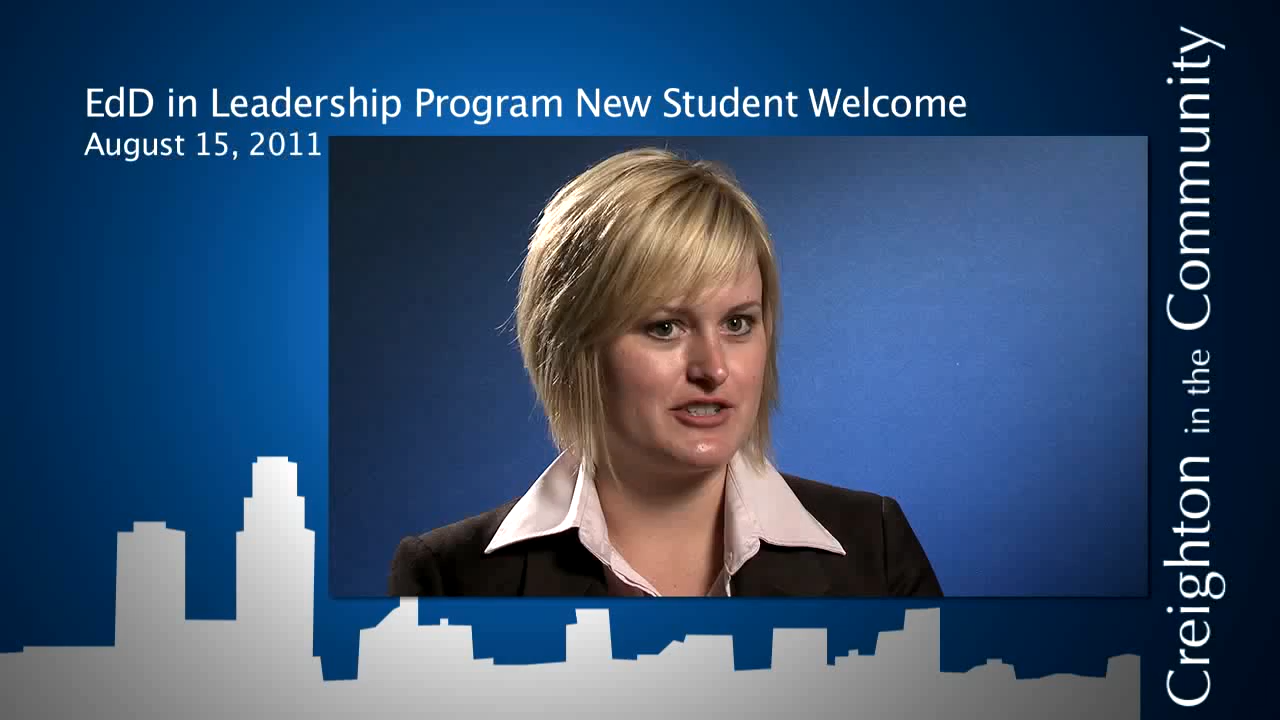 EdD in Leadership Program New Student Welcome
August 15, 2011
Creighton in the Community